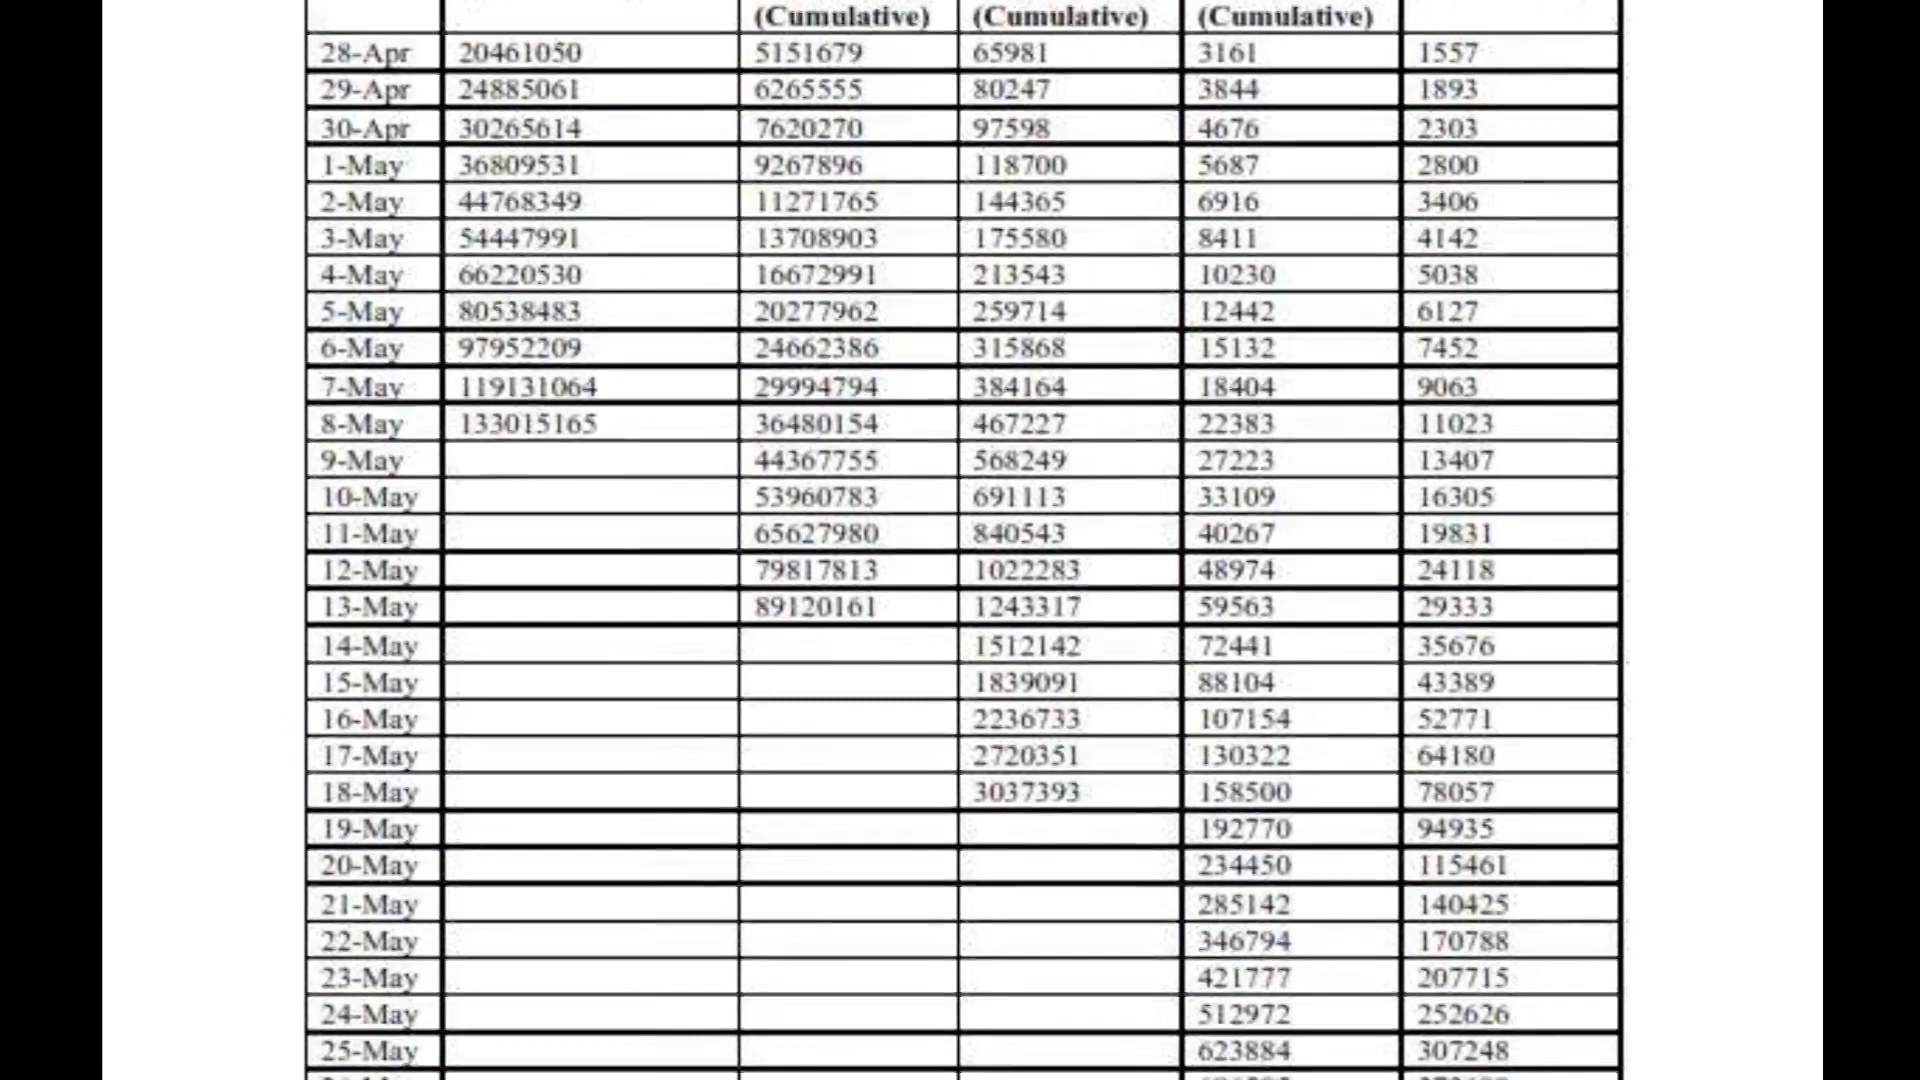 (Cumulative) (Cumulative) (Cumulative)
28-Apr 20461050 5151679 65981 3161 1557
29-Apr 24885061 6265555 80247 3844 1893
30-Apr 30265614 7620270 97598 4676 2303
1-May 36809531 9267896 118700 5687 2800
2-May 44768349 11271765 144365 6916 3406
3-May 54447991 13708903 175580 8411 4142
4-May 66220530 16672991 213543 10230 5038
5-May 80538483 20277962 259714 12442 6127
6-May 97952209 24662386 315868 15132 7452
7-May 119131064 29994794 384164 18404 9063
8-May 133015165 36480154 467227 22383 11023
9-May 44367755 568249 27223 13407
10-May 53960783 691113 33109 16305
11-May 65627980 840543 40267 19831
12-May 79817813 1022283 48974 24118
13-May 89120161 1243317 59563 29333
14-May 1512142 72441 35676
15-May 1839091 88104 43389
16-May 2236733 107154 52771
17-May 2720351 130322 64180
18-May 3037393 158500 78057
19-May 192770 94935
20-May 234450 115461
21-May 285142 140425
22-May 346794 170788
23-May 421777 207715
24-May 512972 252626
25-May 623884 307248